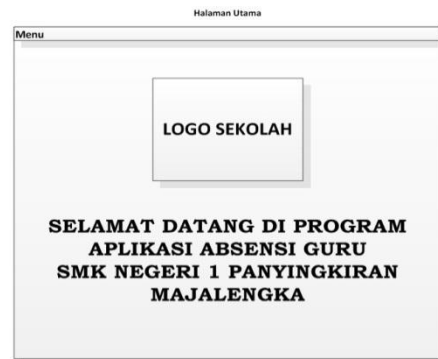 Halaman Utama
Menu
LOGO SEKOLAH
SELAMAT DATANG DI PROGRAM
APLIKASI ABSENSI GURU
SMK NEGERI 1 PANYINGKIRAN
MAJALENGKA